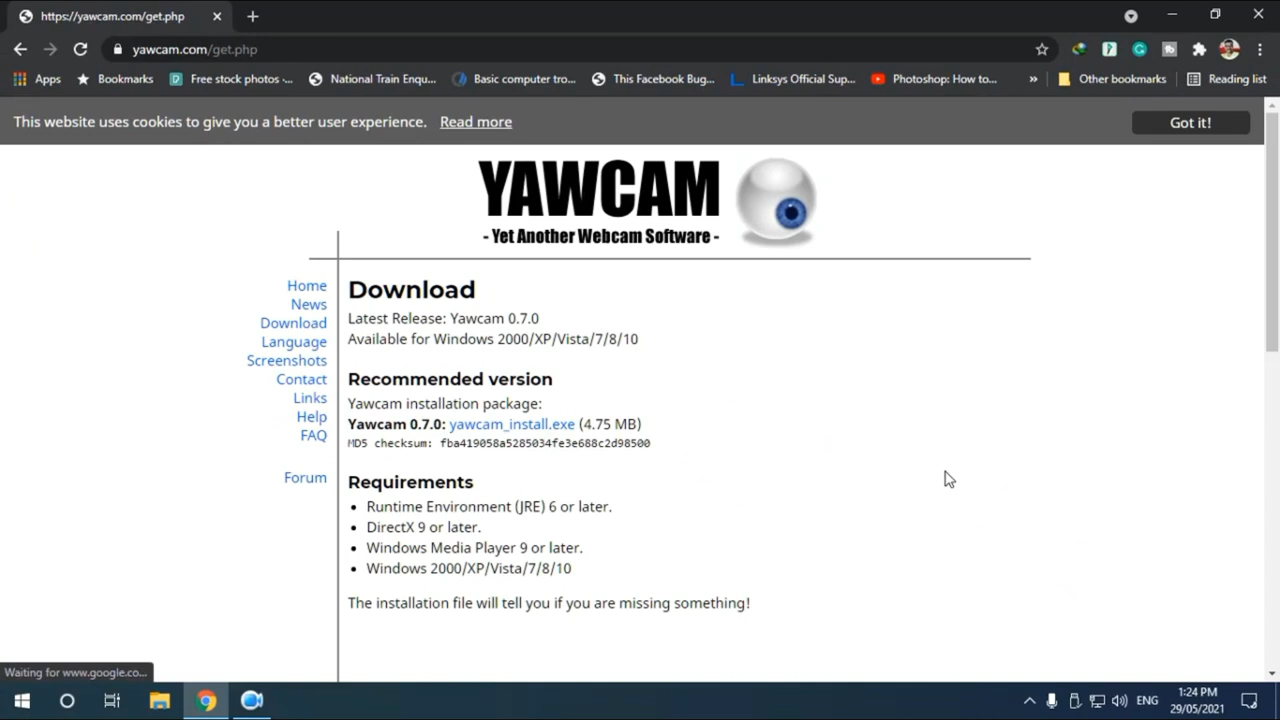 https://yawcam.com/get.php
yawcam.com/get.php
Apps
Bookmarks
Free stock photos -...
National Train Enqu...
Basic computer tro...
This Facebook Bug...
Linksys Official Sup...
Photoshop: How to...
»
Other bookmarks
Reading list
This website uses cookies to give you a better user experience. Read more
Got it!
YAWCAM
- Yet Another Webcam Software -
Home
News
Download
Language
Screenshots
Contact
Links
Help
FAQ
Forum
Download
Latest Release: Yawcam 0.7.0
Available for Windows 2000/XP/Vista/7/8/10
Recommended version
Yawcam installation package:
Yawcam 0.7.0: yawcam_install.exe (4.75 MB)
MD5 checksum: fba419058a5285034fe3e688c2d98500
Requirements
• Runtime Environment (JRE) 6 or later.
• DirectX 9 or later.
• Windows Media Player 9 or later.
• Windows 2000/XP/Vista/7/8/10
The installation file will tell you if you are missing something!
Waiting for www.google.co...
ENG
1:24 PM
29/05/2021